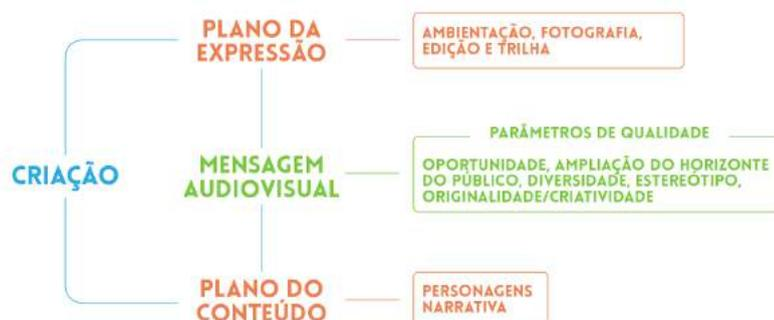 PLANO DA
EXPRESSÃO
AMBIENTAÇÃO, FOTOGRAFIA,
EDIÇÃO E TRILHA
CRIAÇÃO
MENSAGEM
AUDIOVISUAL
PARÂMETROS DE QUALIDADE
OPORTUNIDADE, AMPLIAÇÃO DO HORIZONTE
DO PÚBLICO, DIVERSIDADE, ESTEREÓTIPO,
ORIGINALIDADE/CRIATIVIDADE
PLANO DO
CONTEÚDO
PERSONAGENS
NARRATIVA